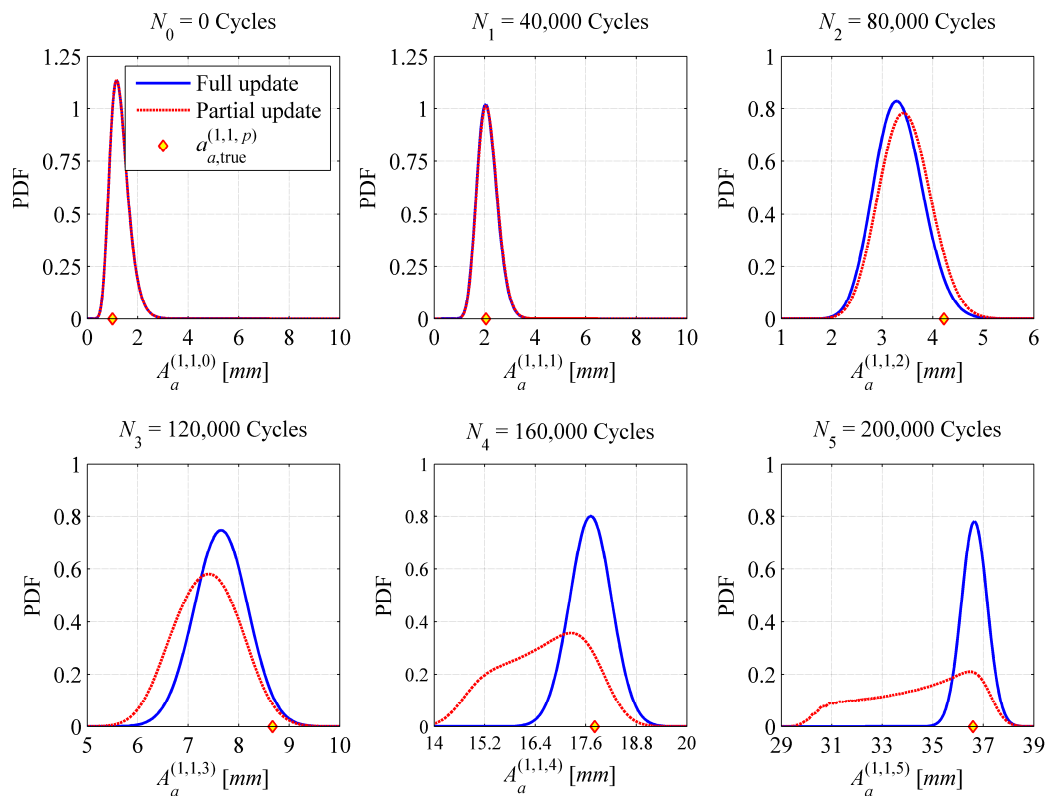 N0 = 0 Cycles
PDF
1.25
1
0.75
0.5
0.25
0
0 2 4 6 8 10
Aa(1,1,0) [mm]
Full update
Partial update
a(1,1,p)a,true
N1 = 40,000 Cycles
PDF
1.25
1
0.75
0.5
0.25
0
0 2 4 6 8 10
Aa(1,1,1) [mm]
N2 = 80,000 Cycles
PDF
1
0.8
0.6
0.4
0.2
0
1 2 3 4 5 6
Aa(1,1,2) [mm]
N3 = 120,000 Cycles
PDF
1
0.8
0.6
0.4
0.2
0
5 6 7 8 9 10
Aa(1,1,3) [mm]
N4 = 160,000 Cycles
PDF
1
0.8
0.6
0.4
0.2
0
14 15.2 16.4 17.6 18.8 20
Aa(1,1,4) [mm]
N5 = 200,000 Cycles
PDF
1
0.8
0.6
0.4
0.2
0
29 31 33 35 37 39
Aa(1,1,5) [mm]